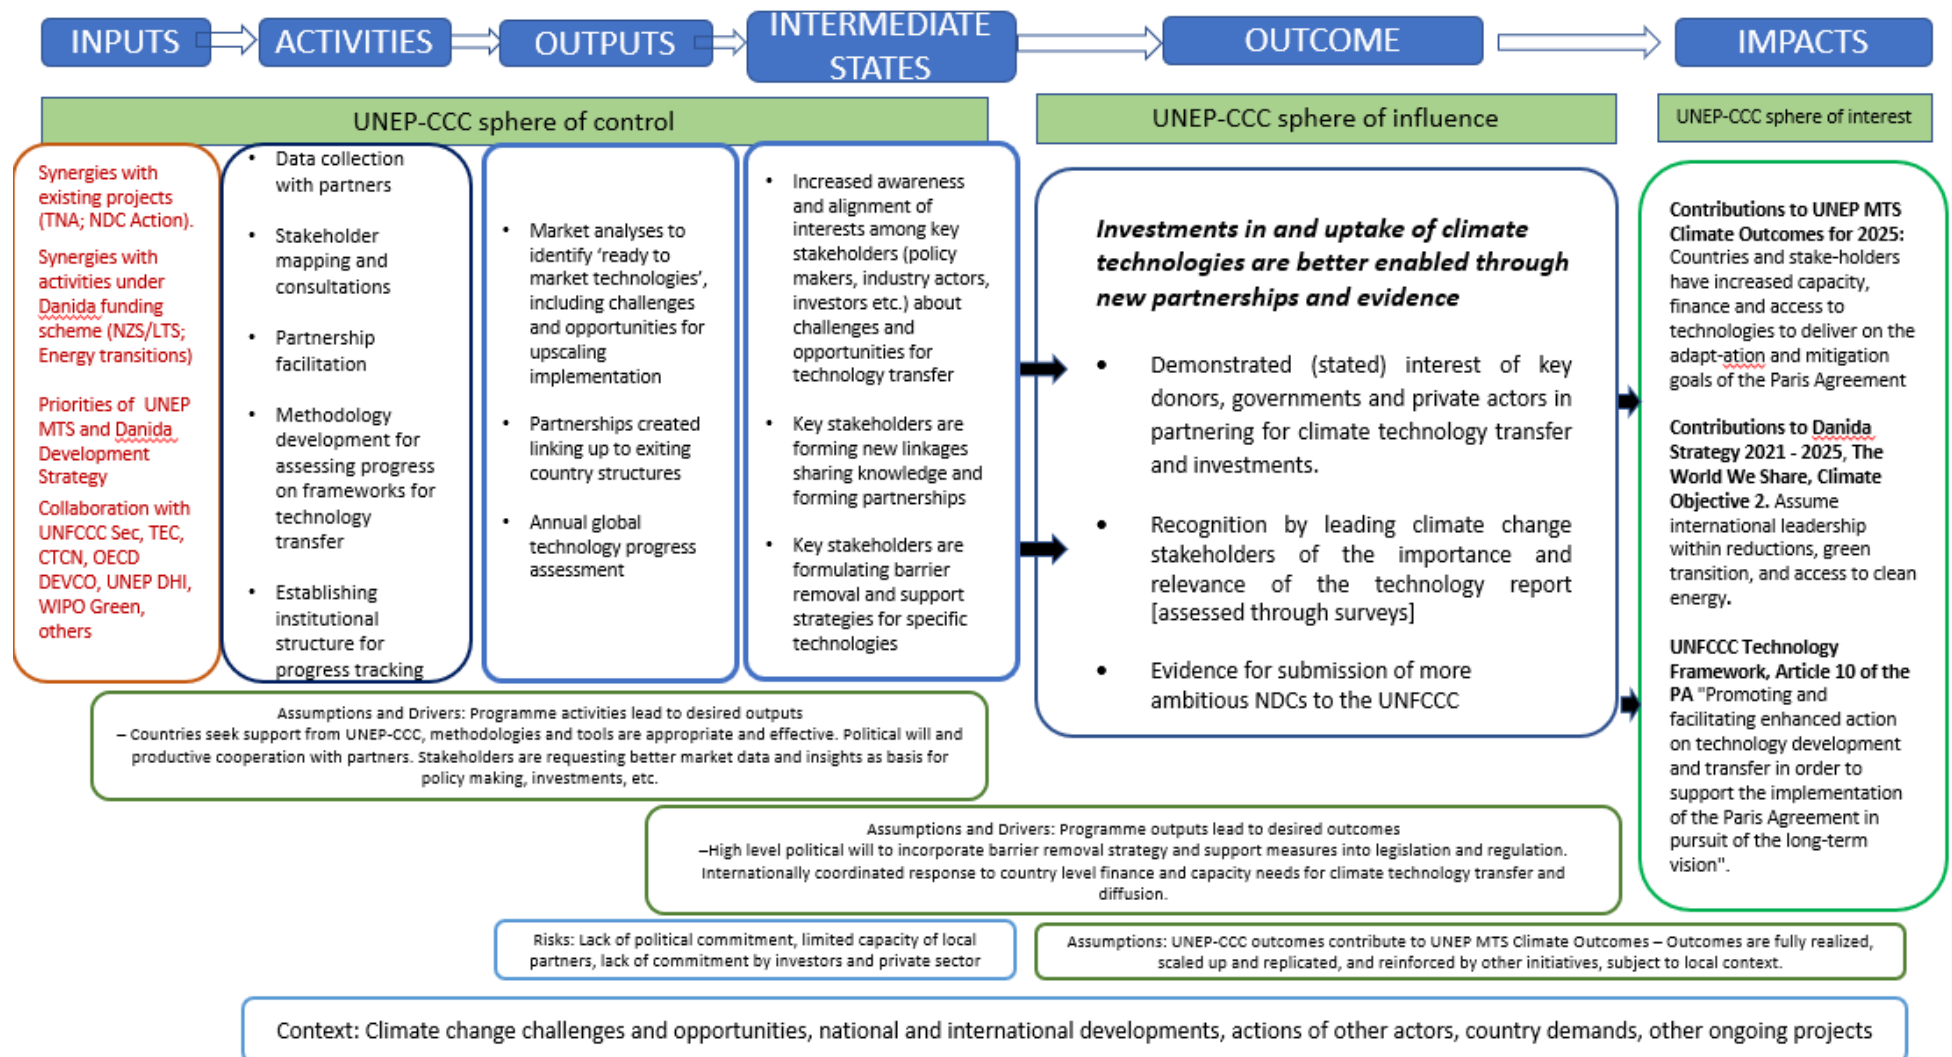 INPUTS
ACTIVITIES
OUTPUTS
INTERMEDIATE
STATES
OUTCOME
IMPACTS
UNEP-CCC sphere of control
UNEP-CCC sphere of influence
UNEP-CCC sphere of interest
Synergies with
existing projects
(TNA; NDC Action).
Synergies with
activities under
Danida funding
scheme (NZS/LTS;
Energy transitions)
Priorities of UNEP
MTS and Danida
Development
Strategy
Collaboration with
UNFCCC Sec, TEC,
CTCN, OECD
DEVCO, UNEP DHI,
WIPO Green,
others
• Data collection
with partners
• Stakeholder
mapping and
consultations
• Partnership
facilitation
• Methodology
development for
assessing progress
on frameworks for
technology
transfer
• Establishing
institutional
structure for
progress tracking
• Market analyses to
identify ‘ready to
market technologies’,
including challenges
and opportunities for
upscaling
implementation
• Partnerships created
linking up to exiting
country structures
• Annual global
technology progress
assessment
• Increased awareness
and alignment of
interests among key
stakeholders (policy
makers, industry actors,
investors etc.) about
challenges and
opportunities for
technology transfer
• Key stakeholders are
forming new linkages
sharing knowledge and
forming partnerships
• Key stakeholders are
formulating barrier
removal and support
strategies for specific
technologies
Investments in and uptake of climate
technologies are better enabled through
new partnerships and evidence
• Demonstrated (stated) interest of key
donors, governments and private actors in
partnering for climate technology transfer
and investments.
• Recognition by leading climate change
stakeholders of the importance and
relevance of the technology report
[assessed through surveys]
• Evidence for submission of more
ambitious NDCs to the UNFCCC
Contributions to UNEP MTS
Climate Outcomes for 2025:
Countries and stake-holders
have increased capacity,
finance and access to
technologies to deliver on the
adapt-ation and mitigation
goals of the Paris Agreement
Contributions to Danida
Strategy 2021 - 2025, The
World We Share, Climate
Objective 2. Assume
international leadership
within reductions, green
transition, and access to clean
energy.
UNFCCC Technology
Framework, Article 10 of the
PA "Promoting and
facilitating enhanced action
on technology development
and transfer in order to
support the implementation
of the Paris Agreement in
pursuit of the long-term
vision".
Assumptions and Drivers: Programme activities lead to desired outputs
– Countries seek support from UNEP-CCC, methodologies and tools are appropriate and effective. Political will and
productive cooperation with partners. Stakeholders are requesting better market data and insights as basis for
policy making, investments, etc.
Assumptions and Drivers: Programme outputs lead to desired outcomes
–High level political will to incorporate barrier removal strategy and support measures into legislation and regulation.
Internationally coordinated response to country level finance and capacity needs for climate technology transfer and
diffusion.
Risks: Lack of political commitment, limited capacity of local
partners, lack of commitment by investors and private sector
Assumptions: UNEP-CCC outcomes contribute to UNEP MTS Climate Outcomes – Outcomes are fully realized,
scaled up and replicated, and reinforced by other initiatives, subject to local context.
Context: Climate change challenges and opportunities, national and international developments, actions of other actors, country demands, other ongoing projects